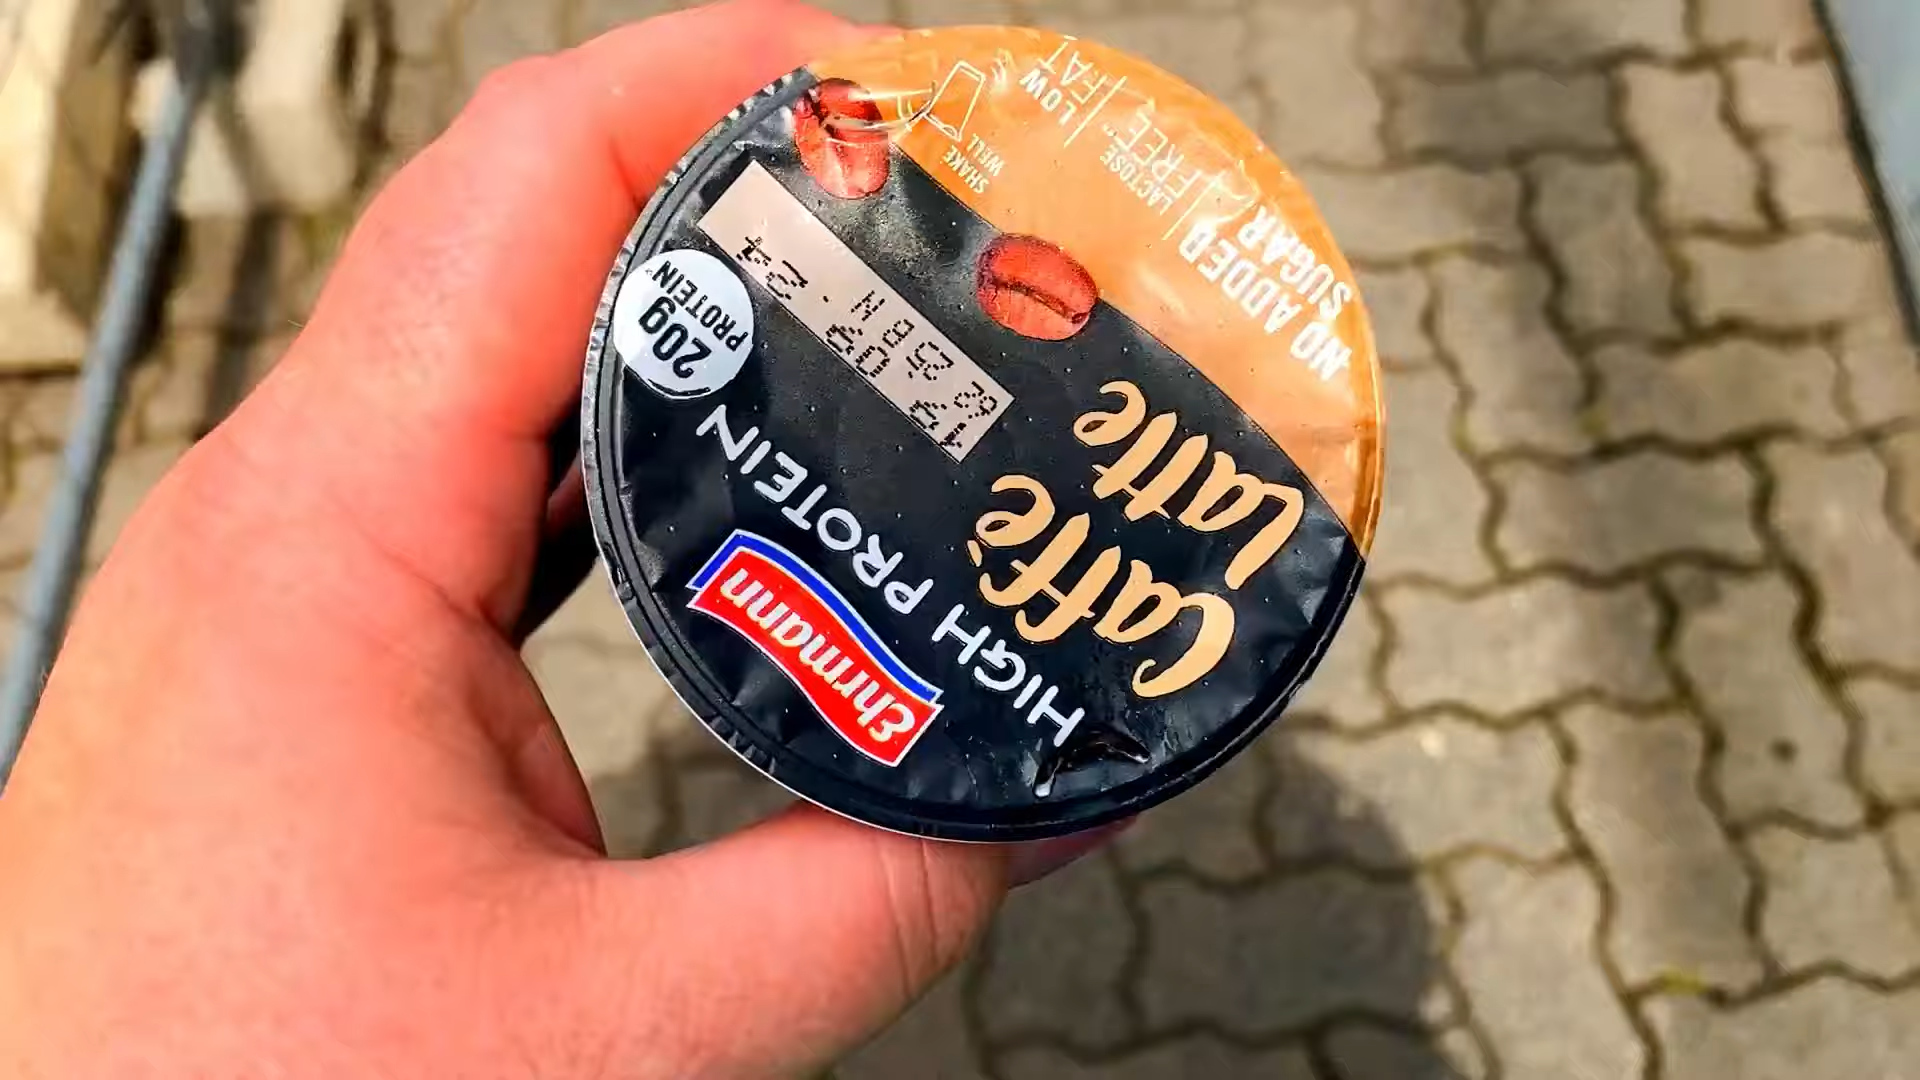 Ehrmann
HIGH PROTEIN
Caffè
Latte
20g
PROTEIN
NO ADDED
SUGAR
LACTOSE
FREE
LOW
FAT
SHAKE
WELL